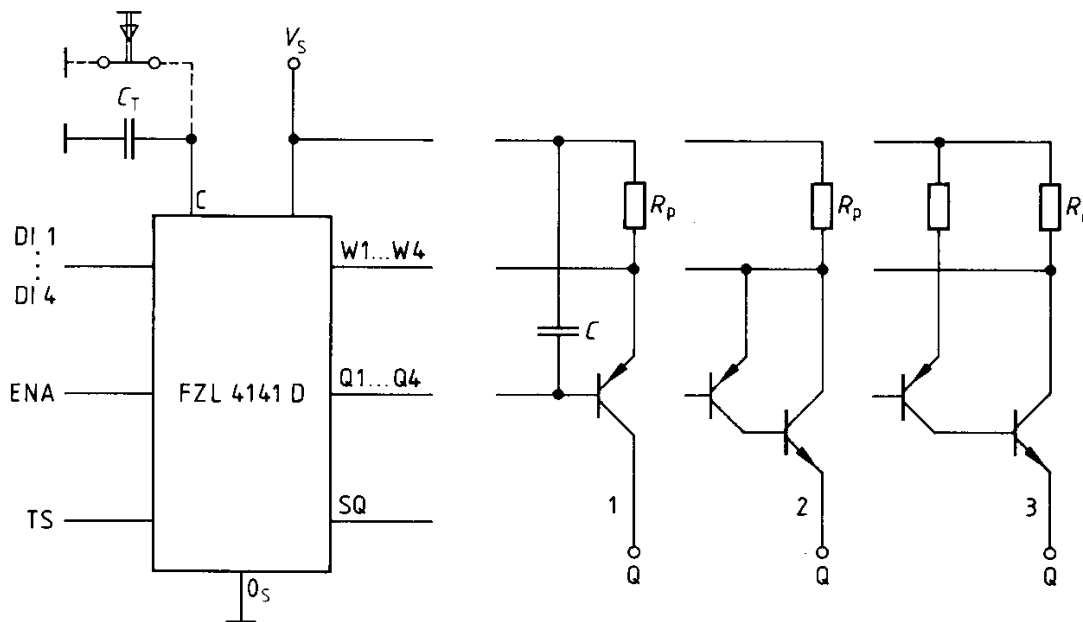 V_S
C_T
C
DI 1
DI 4
W1...W4
ENA
FZL 4141 D
Q1...Q4
TS
SQ
0_S
R_p
C
1
Q
R_p
2
Q
R
3
Q